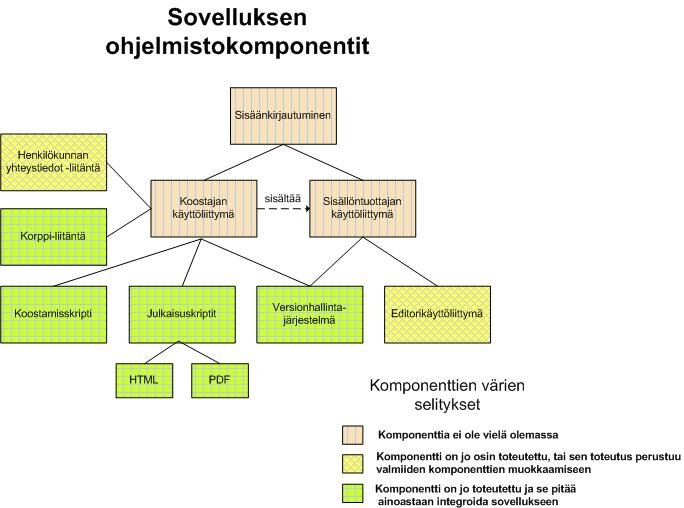 Sovelluksen
ohjelmistokomponentit
Sisäänkirjautuminen
Henkilökunnan
yhteystiedot -liitäntä
Koostajan
käyttöliittymä
sisältää
Sisällöntuottajan
käyttöliittymä
Korppi-liitäntä
Koostamisskripti
Julkaisuskriptit
Versionhallinta-
järjestelmä
Editorikäyttöliittymä
HTML
PDF
Komponenttien värien
selitykset
Komponenttia ei ole vielä olemassa
Komponentti on jo osin toteutettu, tai sen toteutus perustuu
valmiiden komponenttien muokkaamiseen
Komponentti on jo toteutettu ja se pitää
ainoastaan integroida sovellukseen